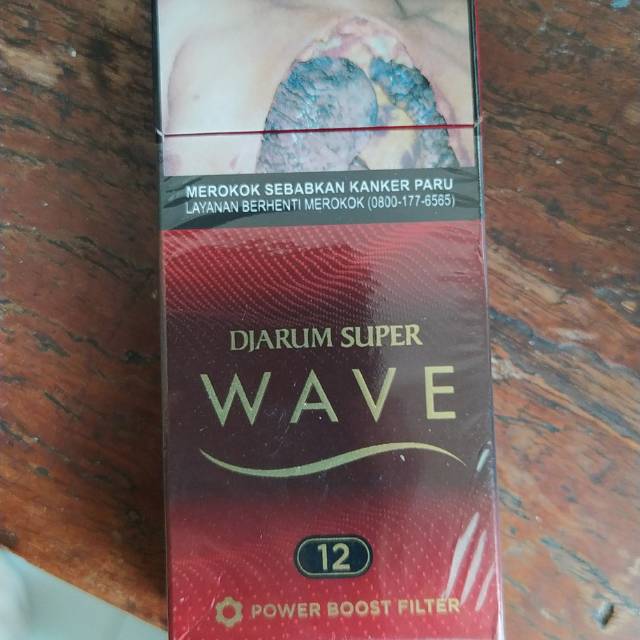 MEROKOK SEBABKAN KANKER PARU
LAYANAN BERHENTI MEROKOK (0800-177-6565)
DJARUM SUPER
WAVE
12
POWER BOOST FILTER